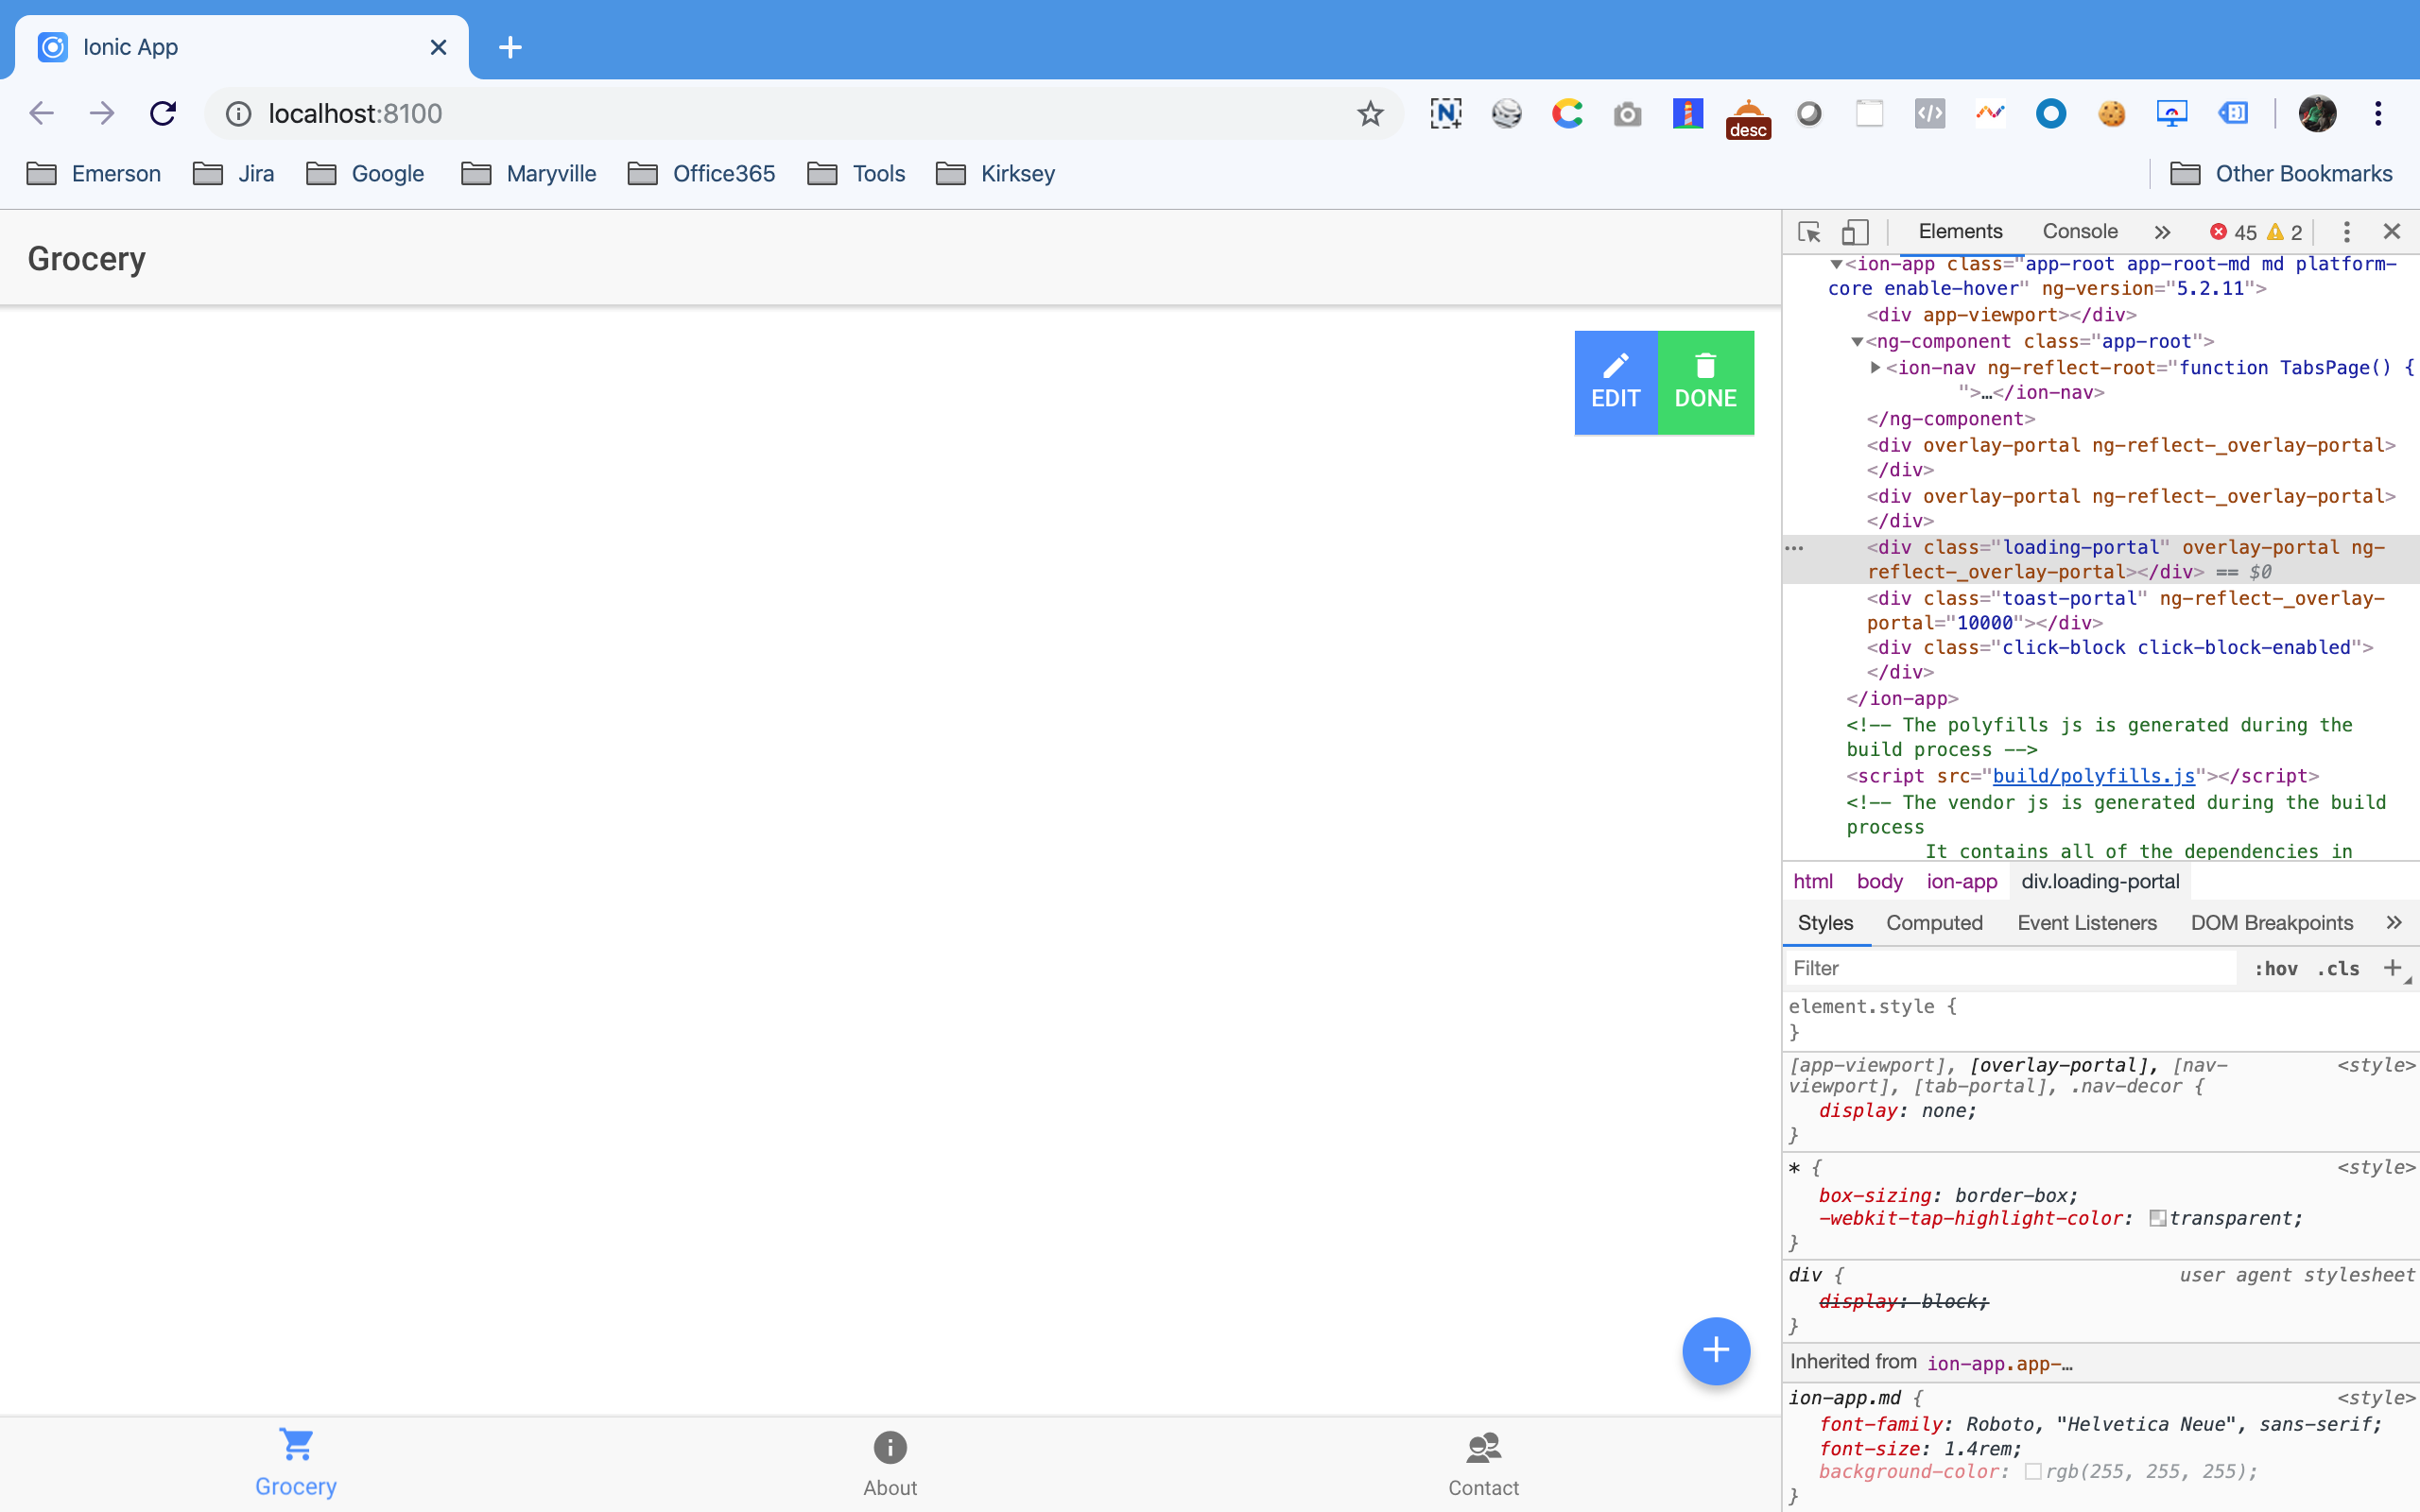 Ionic App
localhost:8100
desc
Emerson
Jira
Google
Maryville
Office365
Tools
Kirksey
Other Bookmarks
Grocery
EDIT
DONE
Grocery
About
Contact
Elements
Console
45
2
<ion-app class="app-root app-root-md md platform-
core enable-hover" ng-version="5.2.11">
<div app-viewport></div>
<ng-component class="app-root">
<ion-nav ng-reflect-root="function TabsPage() {
">…</ion-nav>
</ng-component>
<div overlay-portal ng-reflect-_overlay-portal>
</div>
<div overlay-portal ng-reflect-_overlay-portal>
</div>
<div class="loading-portal" overlay-portal ng-
reflect-_overlay-portal></div> == $0
<div class="toast-portal" ng-reflect-_overlay-
portal="10000"></div>
<div class="click-block click-block-enabled">
</div>
</ion-app>
<!-- The polyfills js is generated during the
build process -->
<script src="build/polyfills.js"></script>
<!-- The vendor js is generated during the build
process
It contains all of the dependencies in
html body ion-app div.loading-portal
Styles Computed Event Listeners DOM Breakpoints
Filter :hov .cls
element.style {
}
[app-viewport], [overlay-portal], [nav- <style>
viewport], [tab-portal], .nav-decor {
display: none;
}
* { <style>
box-sizing: border-box;
-webkit-tap-highlight-color: transparent;
}
div { user agent stylesheet
display: block;
}
Inherited from ion-app.app-…
ion-app.md { <style>
font-family: Roboto, "Helvetica Neue", sans-serif;
font-size: 1.4rem;
background-color: rgb(255, 255, 255);
}